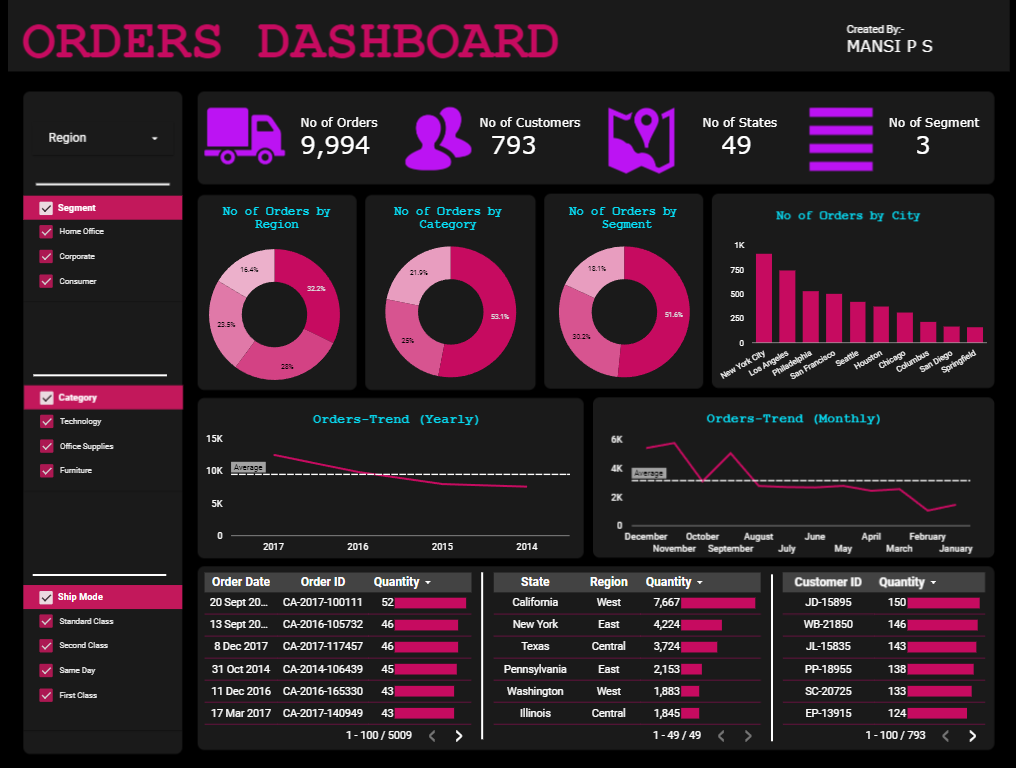 ORDERS DASHBOARD
Created By:-
MANSI P S
Region
No of Orders
9,994
No of Customers
793
No of States
49
No of Segment
3
Segment
Home Office
Corporate
Consumer
Category
Technology
Office Supplies
Furniture
Ship Mode
Standard Class
Second Class
Same Day
First Class
No of Orders by
Region
16.4%
32.2%
23.5%
28%
No of Orders by
Category
21.9%
53.1%
25%
No of Orders by
Segment
18.1%
51.6%
30.2%
No of Orders by City
1K
750
500
250
0
New York City
Los Angeles
Philadelphia
San Francisco
Seattle
Houston
Chicago
Columbus
San Diego
Springfield
Orders-Trend (Yearly)
15K
10K
5K
0
Average
2017 2016 2015 2014
Orders-Trend (Monthly)
6K
4K
2K
0
Average
December October August June April February
November September July May March January
Order Date Order ID Quantity
20 Sept 20... CA-2017-100111 52
13 Sept 20... CA-2016-105732 46
8 Dec 2017 CA-2017-117457 46
31 Oct 2014 CA-2014-106439 45
11 Dec 2016 CA-2016-165330 43
17 Mar 2017 CA-2017-140949 43
1 - 100 / 5009
State Region Quantity
California West 7,667
New York East 4,224
Texas Central 3,724
Pennsylvania East 2,153
Washington West 1,883
Illinois Central 1,845
1 - 49 / 49
Customer ID Quantity
JD-15895 150
WB-21850 146
JL-15835 143
PP-18955 138
SC-20725 133
EP-13915 124
1 - 100 / 793